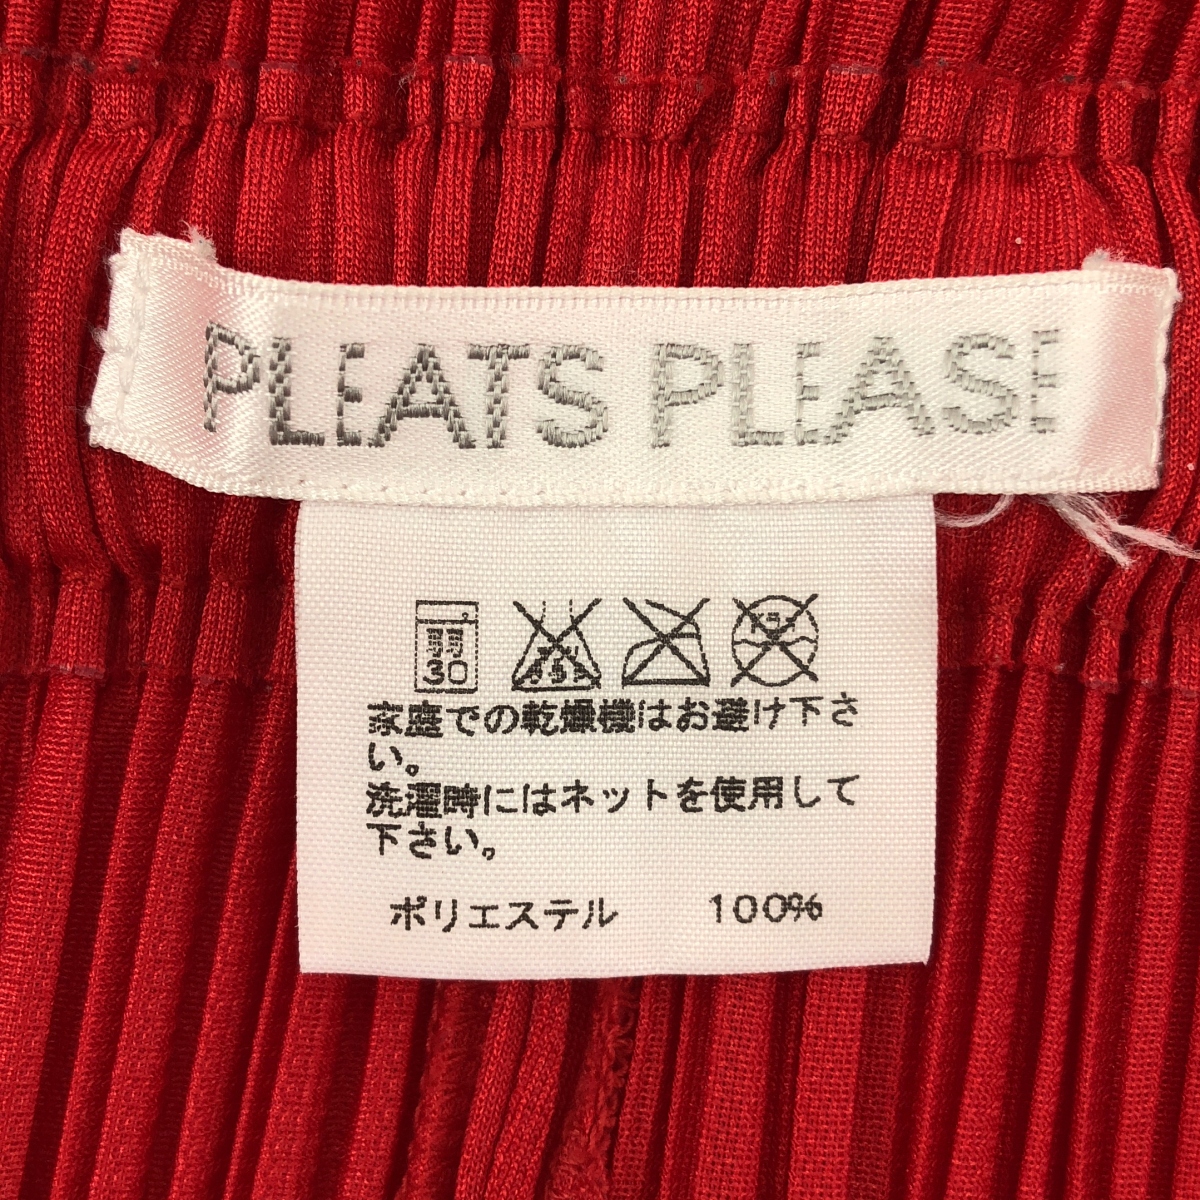 PLEATS PLEASE
弱
30
家庭での乾燥機はお避け下さ
い。
洗濯時にはネットを使用して
下さい。
ポリエステル 100%